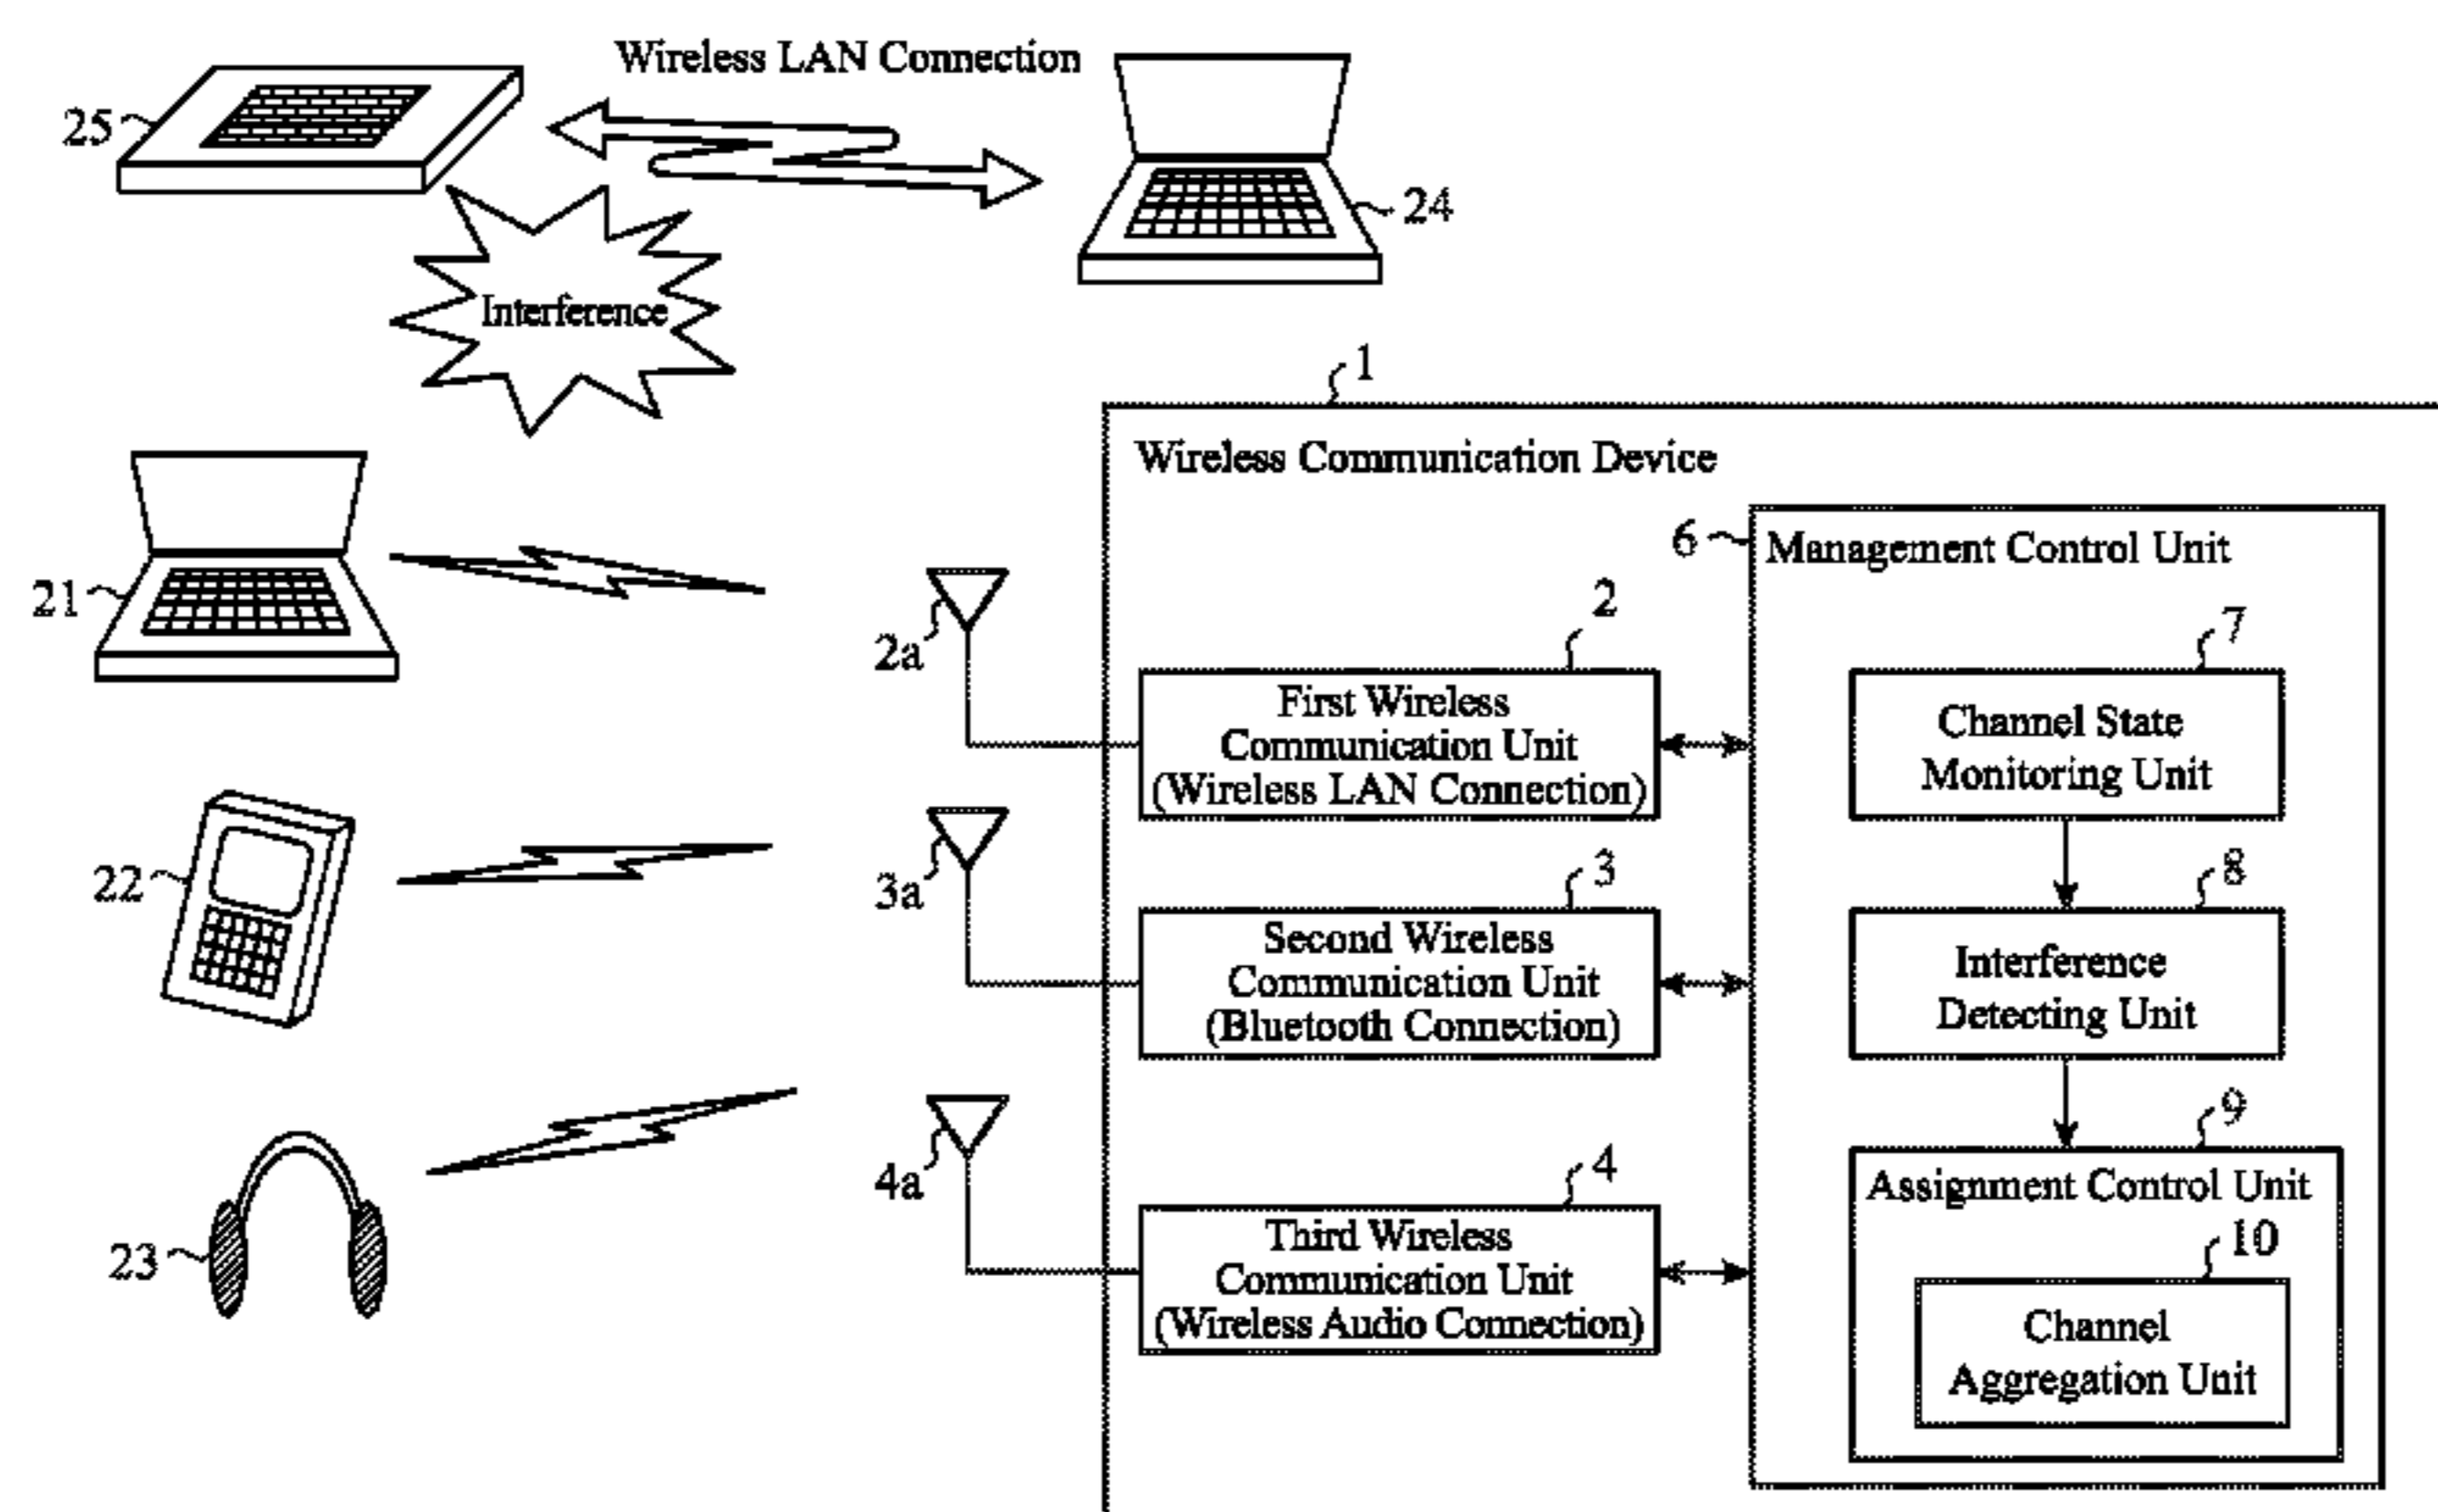 Wireless LAN Connection
25
24
Interference
1
Wireless Communication Device
6
Management Control Unit
21
2a
2
7
First Wireless
Communication Unit
(Wireless LAN Connection)
Channel State
Monitoring Unit
22
3a
3
8
Second Wireless
Communication Unit
(Bluetooth Connection)
Interference
Detecting Unit
23
4a
4
9
Third Wireless
Communication Unit
(Wireless Audio Connection)
Assignment Control Unit
10
Channel
Aggregation Unit